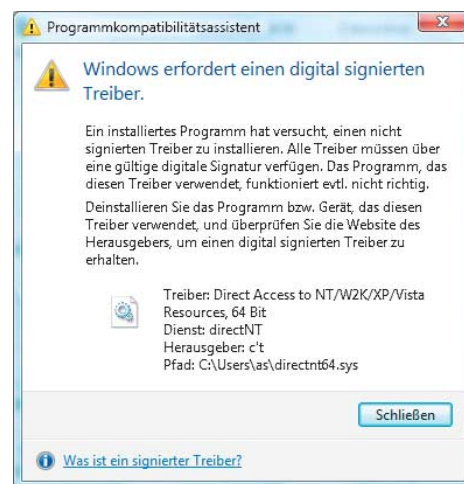 Programmkompatibilitätsassistent
Windows erfordert einen digital signierten
Treiber.
Ein installiertes Programm hat versucht, einen nicht
signierten Treiber zu installieren. Alle Treiber müssen über
eine gültige digitale Signatur verfügen. Das Programm, das
diesen Treiber verwendet, funktioniert evtl. nicht richtig.
Deinstallieren Sie das Programm bzw. Gerät, das diesen
Treiber verwendet, und überprüfen Sie die Website des
Herausgebers, um einen digital signierten Treiber zu
erhalten.
Treiber: Direct Access to NT/W2K/XP/Vista
Resources, 64 Bit
Dienst: directNT
Herausgeber: c't
Pfad: C:\Users\as\directnt64.sys
Schließen
Was ist ein signierter Treiber?